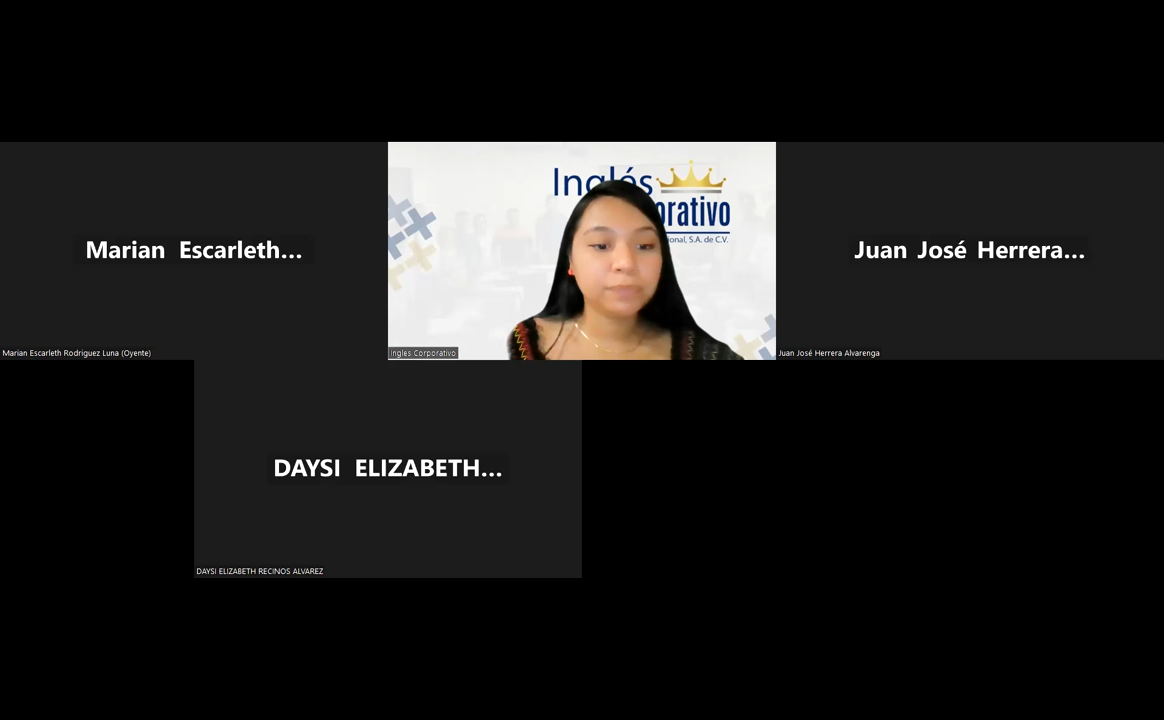 Marian Escarleth...
Marian Escarleth Rodriguez Luna (Oyente)
Inglés
orativo
ional, S.A. de C.V.
Ingles Corporativo
Juan José Herrera...
Juan José Herrera Alvarenga
DAYSI ELIZABETH...
DAYSI ELIZABETH RECINOS ALVAREZ